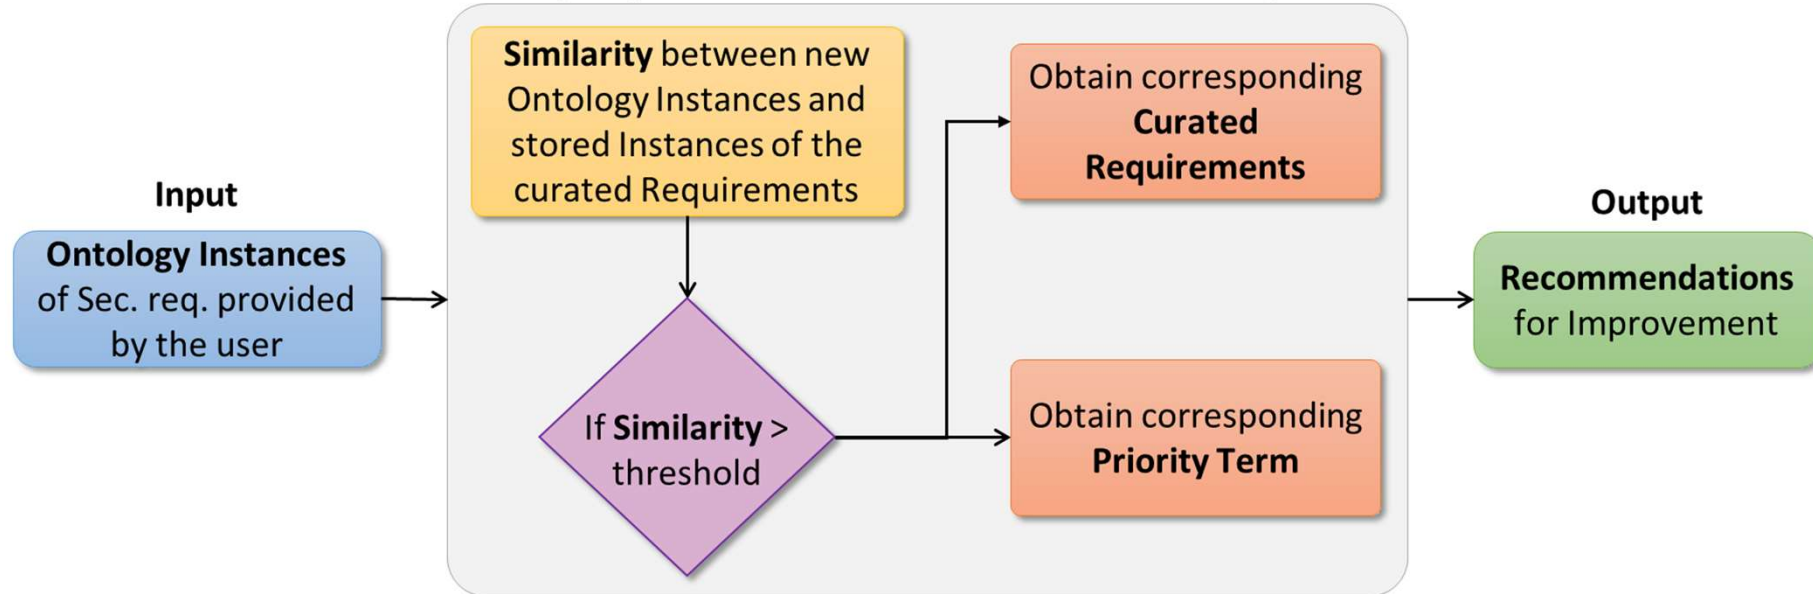 Input
Ontology Instances
of Sec. req. provided
by the user
Similarity between new
Ontology Instances and
stored Instances of the
curated Requirements
If Similarity >
threshold
Obtain corresponding
Curated
Requirements
Obtain corresponding
Priority Term
Output
Recommendations
for Improvement